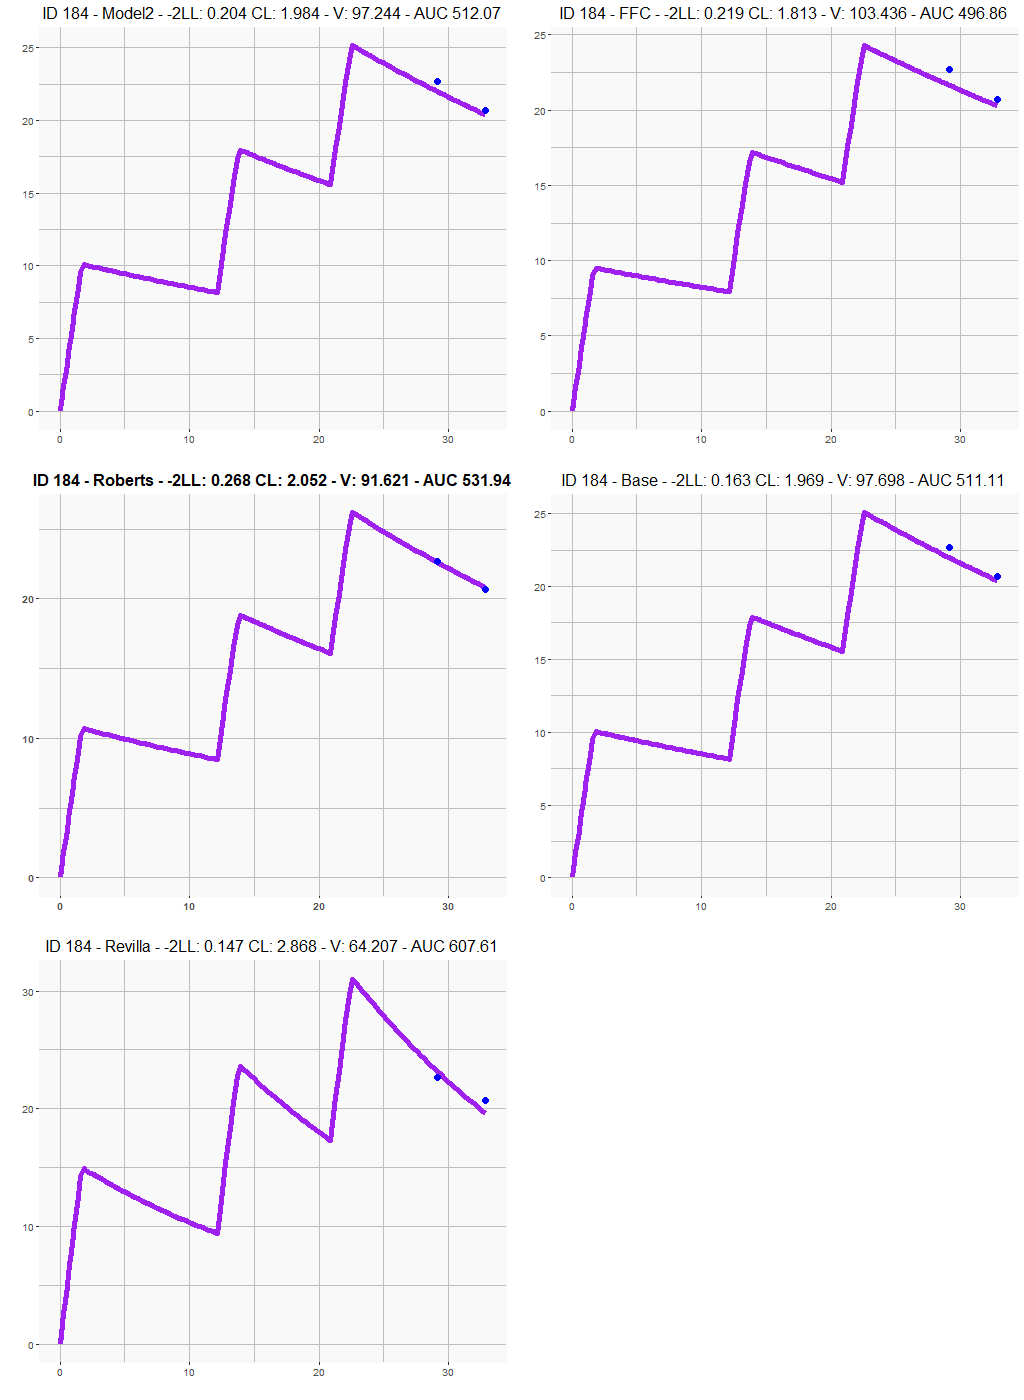 ID 184 - Model2 - -2LL: 0.204 CL: 1.984 - V: 97.244 - AUC 512.07
25
20
15
10
5
0
0 10 20 30
ID 184 - FFC - -2LL: 0.219 CL: 1.813 - V: 103.436 - AUC 496.86
25
20
15
10
5
0
0 10 20 30
ID 184 - Roberts - -2LL: 0.268 CL: 2.052 - V: 91.621 - AUC 531.94
20
10
0
0 10 20 30
ID 184 - Base - -2LL: 0.163 CL: 1.969 - V: 97.698 - AUC 511.11
25
20
15
10
5
0
0 10 20 30
ID 184 - Revilla - -2LL: 0.147 CL: 2.868 - V: 64.207 - AUC 607.61
30
20
10
0
0 10 20 30